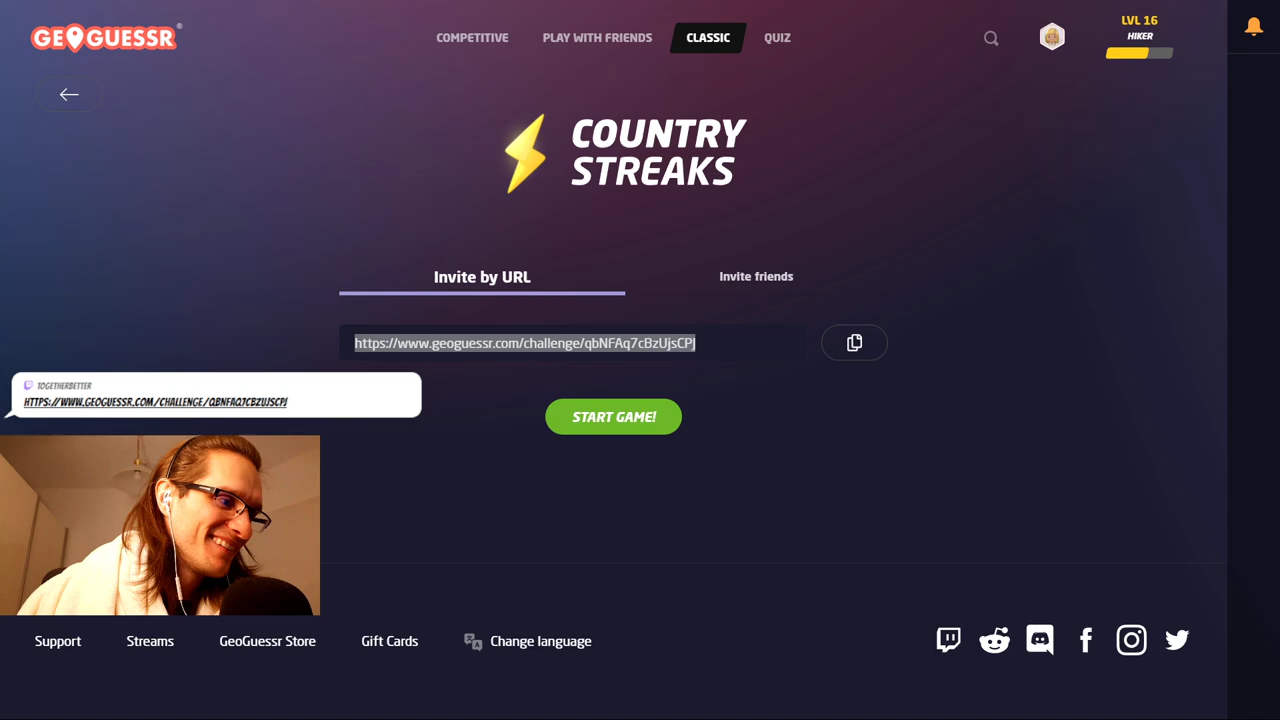 GEOGUESSR®
COMPETITIVE PLAY WITH FRIENDS CLASSIC QUIZ
LVL 16
HIKER
COUNTRY
STREAKS
Invite by URL
Invite friends
https://www.geoguessr.com/challenge/qbNFAq7cBzUjsCPJ
TOGETHERBETTER
HTTPS://WWW.GEOGUESSR.COM/CHALLENGE/QBNFAQ7CBZUJSCPJ
START GAME!
Support Streams GeoGuessr Store Gift Cards Change language